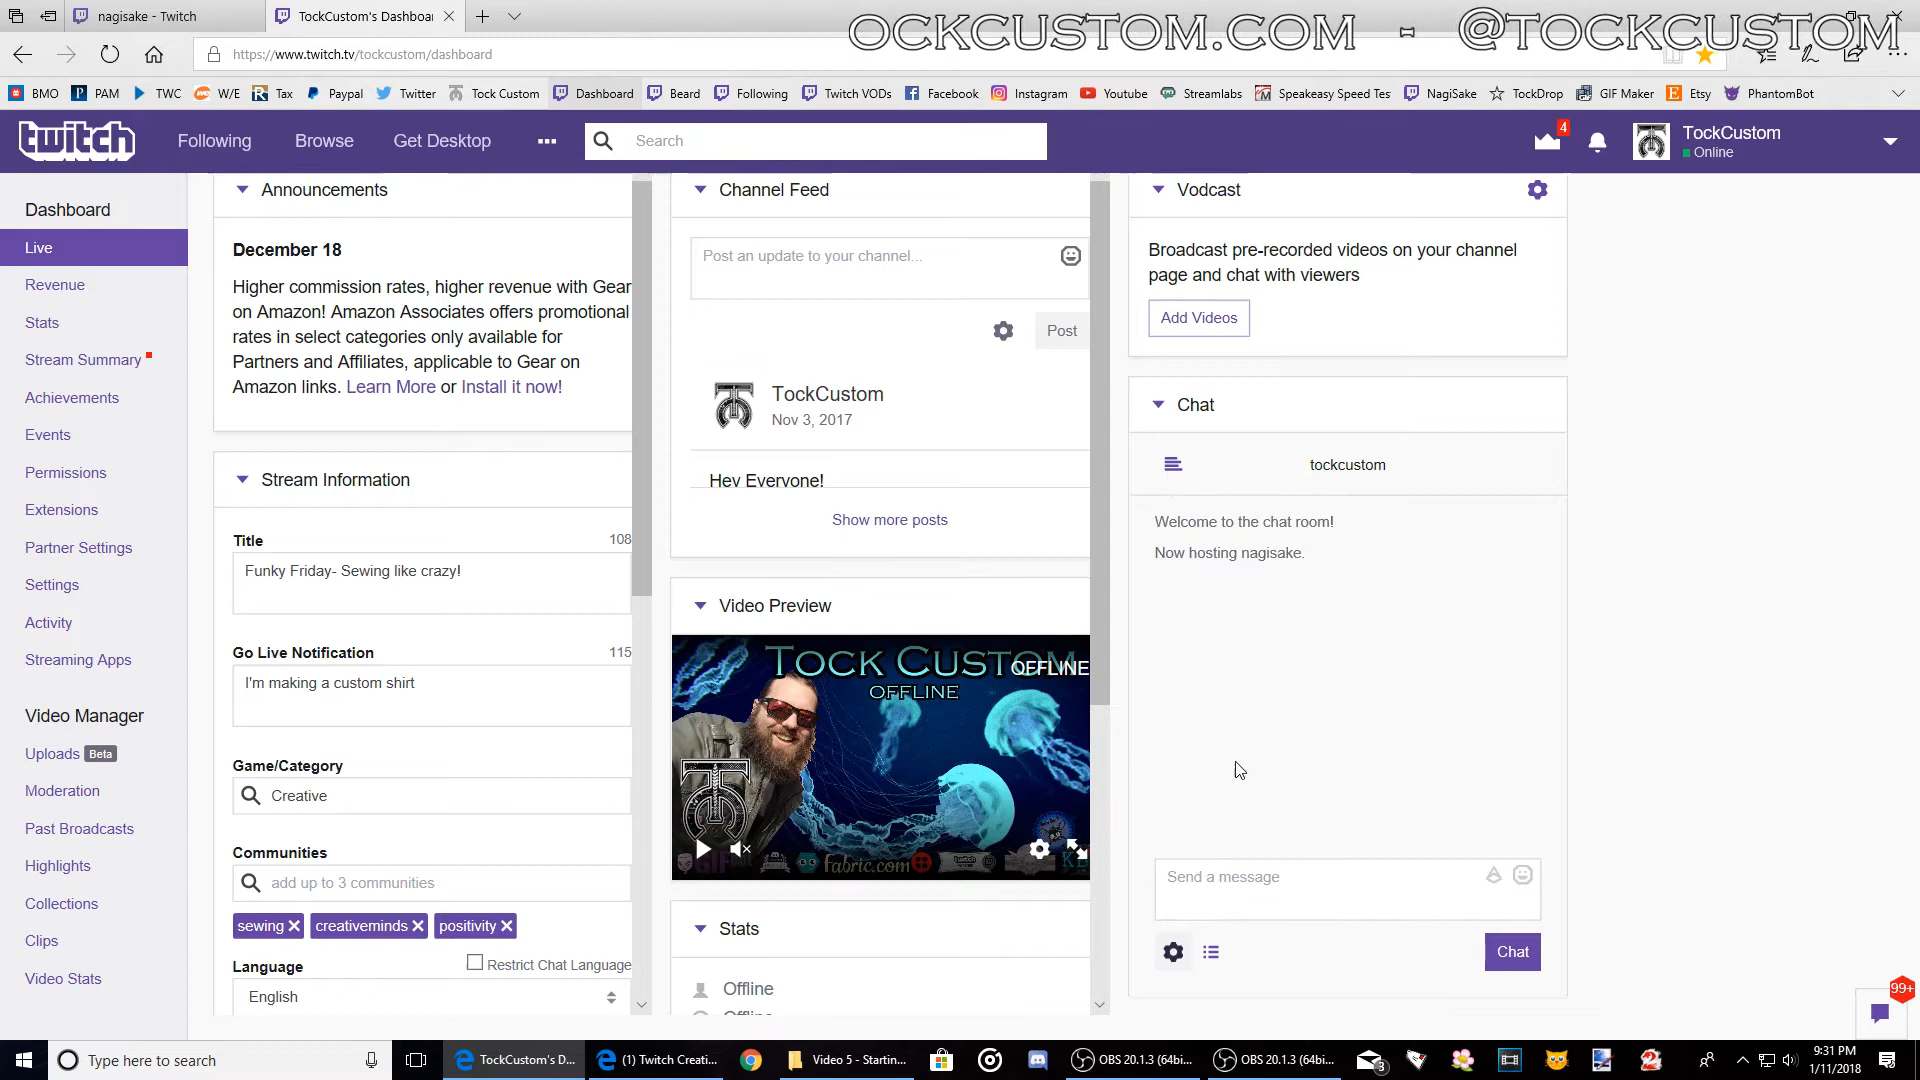 nagisake - Twitch
TockCustom's Dashboar
OCKCUSTOM.COM - @TOCKCUSTOM
https://www.twitch.tv/tockcustom/dashboard
BMO PAM TWC W/E Tax Paypal Twitter Tock Custom Dashboard Beard Following Twitch VODs Facebook Instagram Youtube Streamlabs Speakeasy Speed Tes NagiSake TockDrop GIF Maker Etsy PhantomBot
twitch Following Browse Get Desktop ... Search 4 TockCustom
Online
Dashboard
Live
Revenue
Stats
Stream Summary
Achievements
Events
Permissions
Extensions
Partner Settings
Settings
Activity
Streaming Apps
Video Manager
Uploads Beta
Moderation
Past Broadcasts
Highlights
Collections
Clips
Video Stats
Announcements
December 18
Higher commission rates, higher revenue with Gear
on Amazon! Amazon Associates offers promotional
rates in select categories only available for
Partners and Affiliates, applicable to Gear on
Amazon links. Learn More or Install it now!
Stream Information
Title 108
Funky Friday- Sewing like crazy!
Go Live Notification 115
I'm making a custom shirt
Game/Category
Creative
Communities
add up to 3 communities
sewing creativeminds positivity
Language Restrict Chat Language
English
Channel Feed
Post an update to your channel...
Post
TockCustom
Nov 3, 2017
Hey Everyone!
Show more posts
Video Preview
TOCK CUSTOM
OFFLINE
OFFLINE
fabric.com
Stats
Offline
Offline
Vodcast
Broadcast pre-recorded videos on your channel
page and chat with viewers
Add Videos
Chat
tockcustom
Welcome to the chat room!
Now hosting nagisake.
Send a message
Chat
99+
Type here to search
TockCustom's D...
(1) Twitch Creati...
Video 5 - Startin...
OBS 20.1.3 (64bi...
OBS 20.1.3 (64bi...
3
9:31 PM
1/11/2018